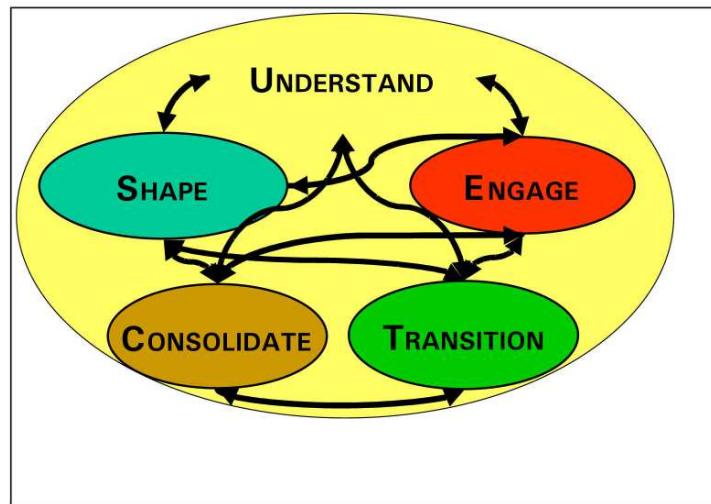 UNDERSTAND
SHAPE
ENGAGE
CONSOLIDATE
TRANSITION